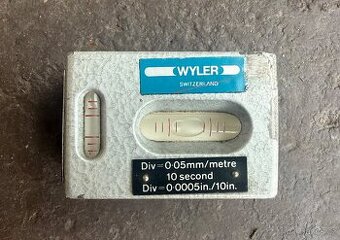 WYLER
SWITZERLAND
Div=0·05mm/metre
10 second
Div=0·0005in./10in.